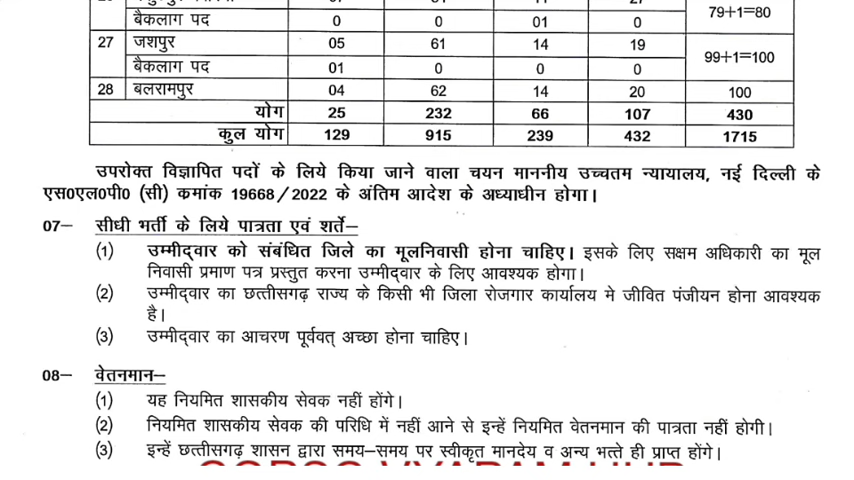 79+1=80
बैकलाग पद 0 0 01 0
27 जशपुर 05 61 14 19 99+1=100
बैकलाग पद 01 0 0 0
28 बलरामपुर 04 62 14 20 100
योग 25 232 66 107 430
कुल योग 129 915 239 432 1715
उपरोक्त विज्ञापित पदों के लिये किया जाने वाला चयन माननीय उच्चतम न्यायालय, नई दिल्ली के
एस0एल0पी0 (सी) कमांक 19668/2022 के अंतिम आदेश के अध्याधीन होगा।
07– सीधी भर्ती के लिये पात्रता एवं शर्ते–
(1) उम्मीद्वार को संबंधित जिले का मूलनिवासी होना चाहिए। इसके लिए सक्षम अधिकारी का मूल
निवासी प्रमाण पत्र प्रस्तुत करना उम्मीदवार के लिए आवश्यक होगा।
(2) उम्मीद्वार का छत्तीसगढ़ राज्य के किसी भी जिला रोजगार कार्यालय मे जीवित पंजीयन होना आवश्यक
है।
(3) उम्मीद्वार का आचरण पूर्ववत् अच्छा होना चाहिए।
08– वेतनमान–
(1) यह नियमित शासकीय सेवक नहीं होंगे।
(2) नियमित शासकीय सेवक की परिधि में नहीं आने से इन्हें नियमित वेतनमान की पात्रता नहीं होगी।
(3) इन्हें छत्तीसगढ़ शासन द्वारा समय–समय पर स्वीकृत मानदेय व अन्य भत्ते ही प्राप्त होंगे।